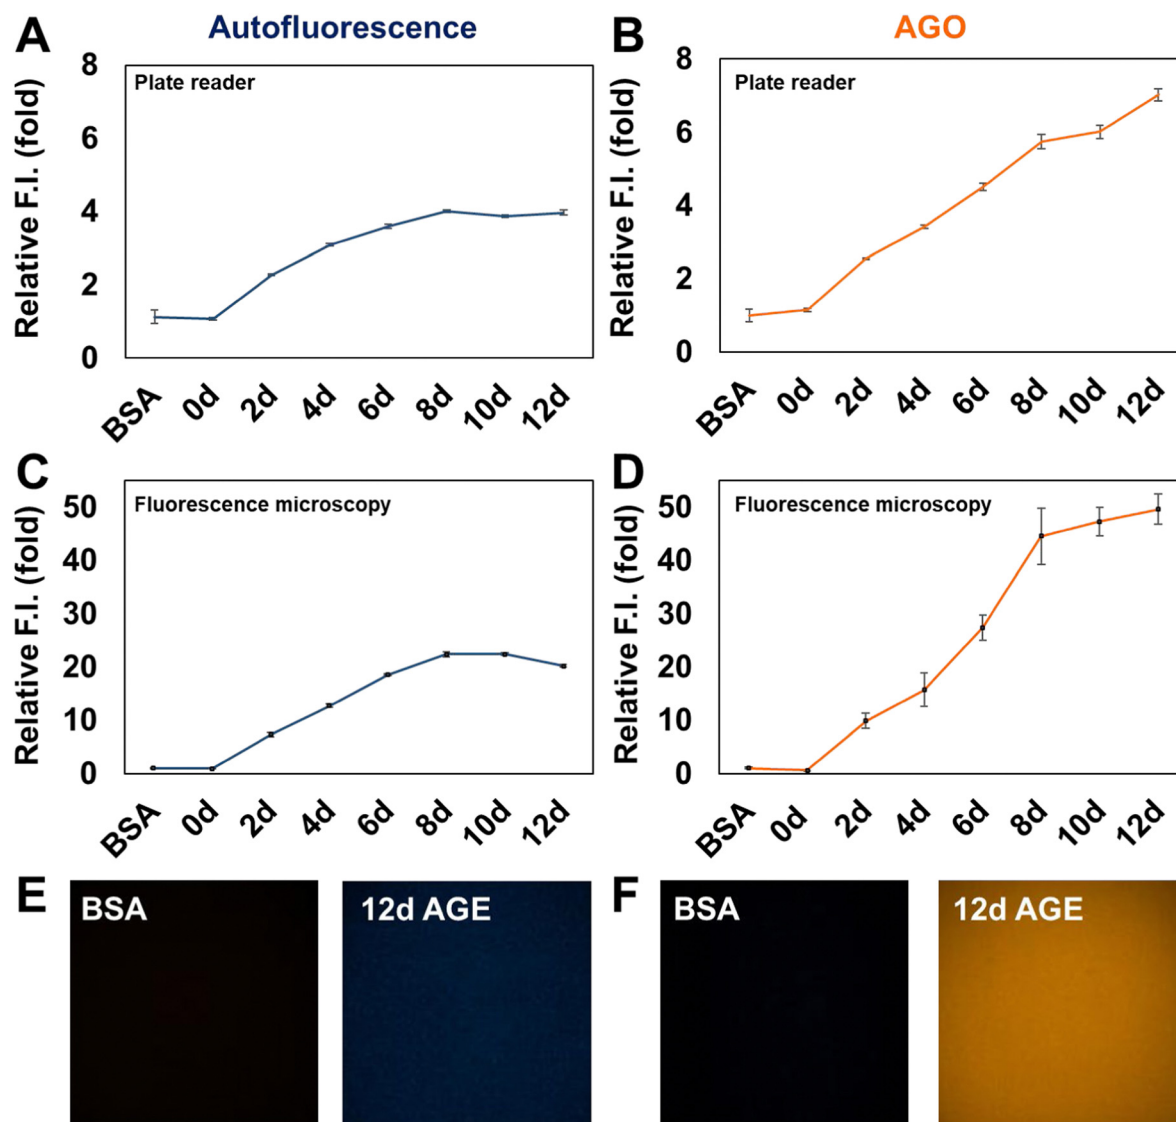 A
Autofluorescence
Relative F.I. (fold)
Plate reader
8
6
4
2
0
BSA 0d 2d 4d 6d 8d 10d 12d
B
AGO
Relative F.I. (fold)
Plate reader
8
6
4
2
0
BSA 0d 2d 4d 6d 8d 10d 12d
C
Relative F.I. (fold)
Fluorescence microscopy
50
40
30
20
10
0
BSA 0d 2d 4d 6d 8d 10d 12d
D
Relative F.I. (fold)
Fluorescence microscopy
50
40
30
20
10
0
BSA 0d 2d 4d 6d 8d 10d 12d
E
BSA
12d AGE
F
BSA
12d AGE